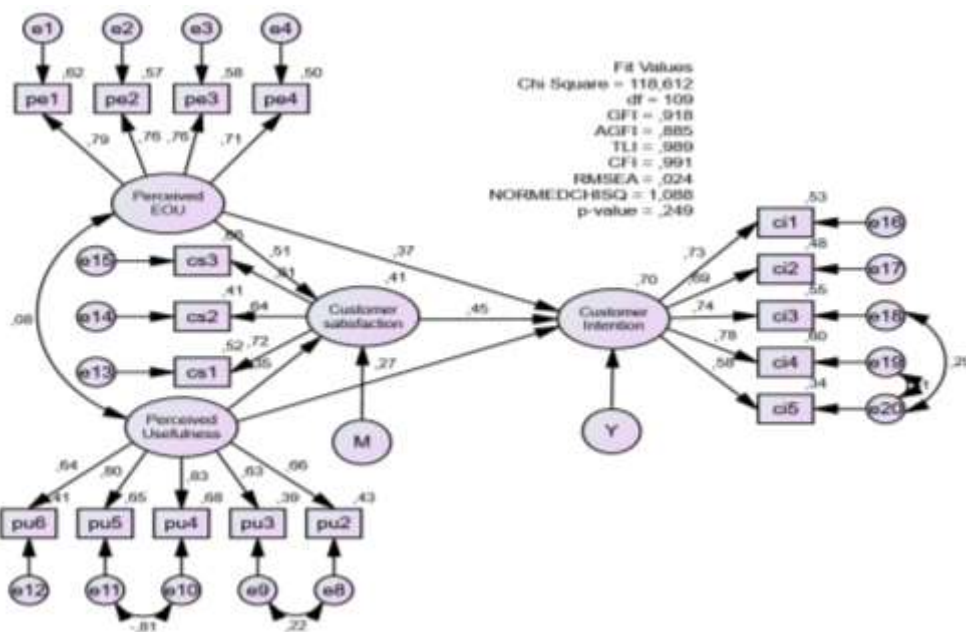 e1 e2 e3 e4
,62 ,57 ,58 ,50
pe1 pe2 pe3 pe4
,79 ,76 ,76 ,71
Fit Values
Chi Square = 118,612
df = 109
GFI = ,918
AGFI = ,885
TLI = ,989
CFI = ,991
RMSEA = ,024
NORMEDCHISQ = 1,088
p-value = ,249
Perceived
EOU
,51 ,37
e15 cs3
,41 ,64
e14 cs2
,72
,52
e13 cs1
,35
,08
Customer
satisfaction
,41
,45
,27
M
,70
Customer
Intention
Y
,73 ,69 ,74 ,78 ,58
,53
ci1 e16
,48
ci2 e17
,55
ci3 e18
,60
ci4 e19
,34
ci5 e20
Perceived
Usefulness
,64 ,80 ,83 ,63 ,66
,41 ,65 ,68 ,39 ,43
pu6 pu5 pu4 pu3 pu2
e12 e11 e10 e9 e8
-,81 ,22